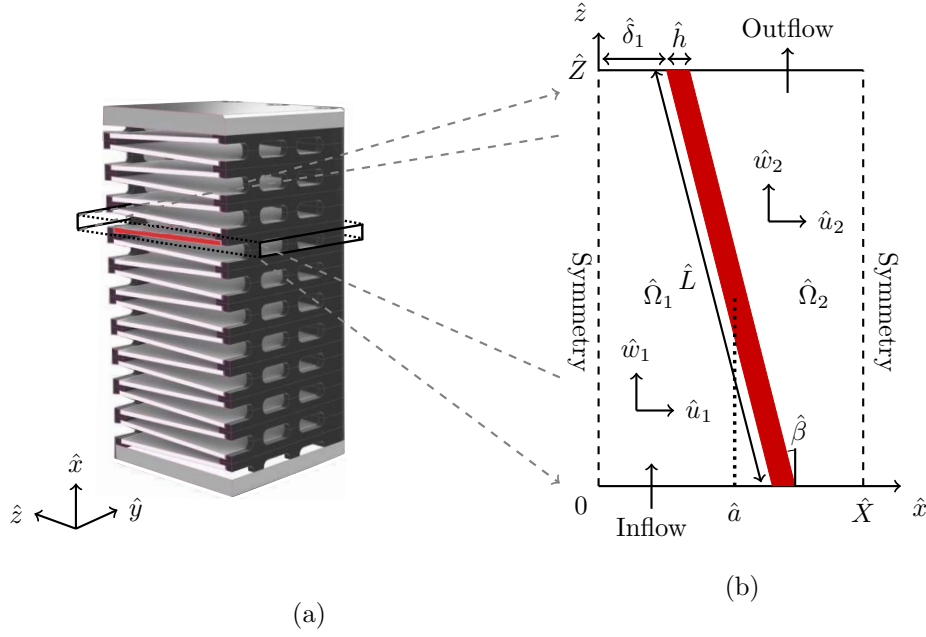 ẑ
δ̂₁
ĥ
Outflow
Ẑ
ŵ₂
û₂
Symmetry
Ω̂₁
L̂
Ω̂₂
Symmetry
ŵ₁
û₁
β̂
0
Inflow
â
X̂
x̂
x̂
ẑ
ŷ
(a)
(b)